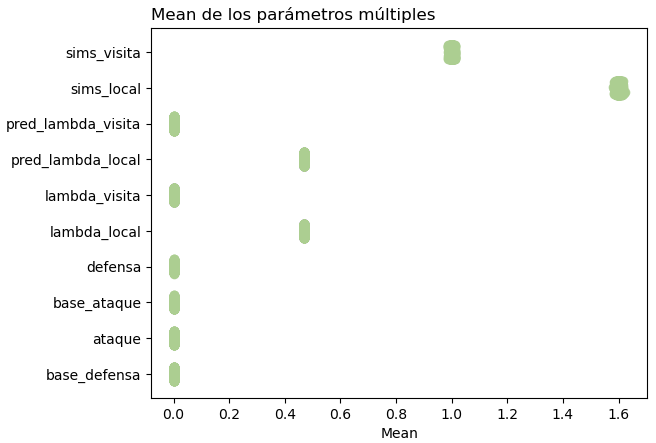 Mean de los parámetros múltiples
sims_visita
sims_local
pred_lambda_visita
pred_lambda_local
lambda_visita
lambda_local
defensa
base_ataque
ataque
base_defensa
0.0 0.2 0.4 0.6 0.8 1.0 1.2 1.4 1.6
Mean